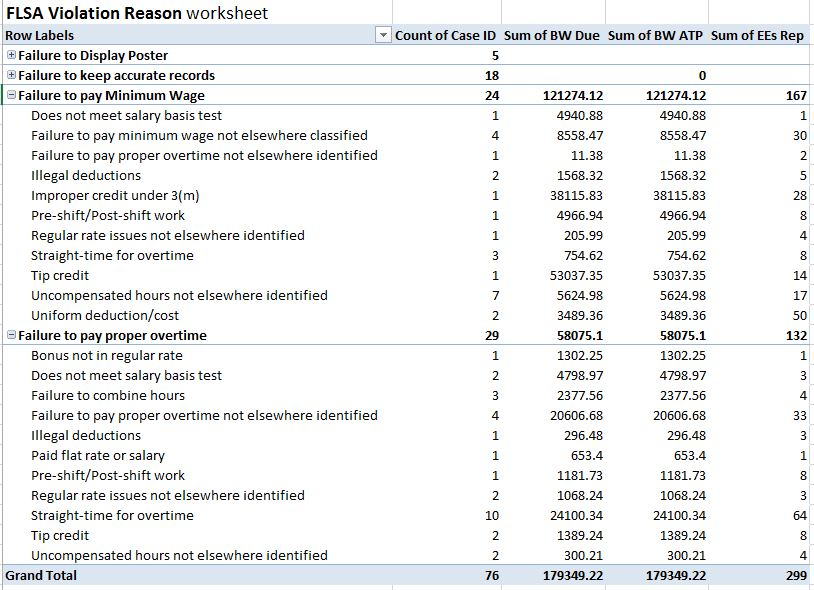 FLSA Violation Reason worksheet
Row Labels Count of Case ID Sum of BW Due Sum of BW ATP Sum of EEs Rep
Failure to Display Poster 5
Failure to keep accurate records 18 0
Failure to pay Minimum Wage 24 121274.12 121274.12 167
Does not meet salary basis test 1 4940.88 4940.88 1
Failure to pay minimum wage not elsewhere classified 4 8558.47 8558.47 30
Failure to pay proper overtime not elsewhere identified 1 11.38 11.38 2
Illegal deductions 2 1568.32 1568.32 5
Improper credit under 3(m) 1 38115.83 38115.83 28
Pre-shift/Post-shift work 1 4966.94 4966.94 8
Regular rate issues not elsewhere identified 1 205.99 205.99 4
Straight-time for overtime 3 754.62 754.62 8
Tip credit 1 53037.35 53037.35 14
Uncompensated hours not elsewhere identified 7 5624.98 5624.98 17
Uniform deduction/cost 2 3489.36 3489.36 50
Failure to pay proper overtime 29 58075.1 58075.1 132
Bonus not in regular rate 1 1302.25 1302.25 1
Does not meet salary basis test 2 4798.97 4798.97 3
Failure to combine hours 3 2377.56 2377.56 4
Failure to pay proper overtime not elsewhere identified 4 20606.68 20606.68 33
Illegal deductions 1 296.48 296.48 3
Paid flat rate or salary 1 653.4 653.4 1
Pre-shift/Post-shift work 1 1181.73 1181.73 8
Regular rate issues not elsewhere identified 2 1068.24 1068.24 3
Straight-time for overtime 10 24100.34 24100.34 64
Tip credit 2 1389.24 1389.24 8
Uncompensated hours not elsewhere identified 2 300.21 300.21 4
Grand Total 76 179349.22 179349.22 299